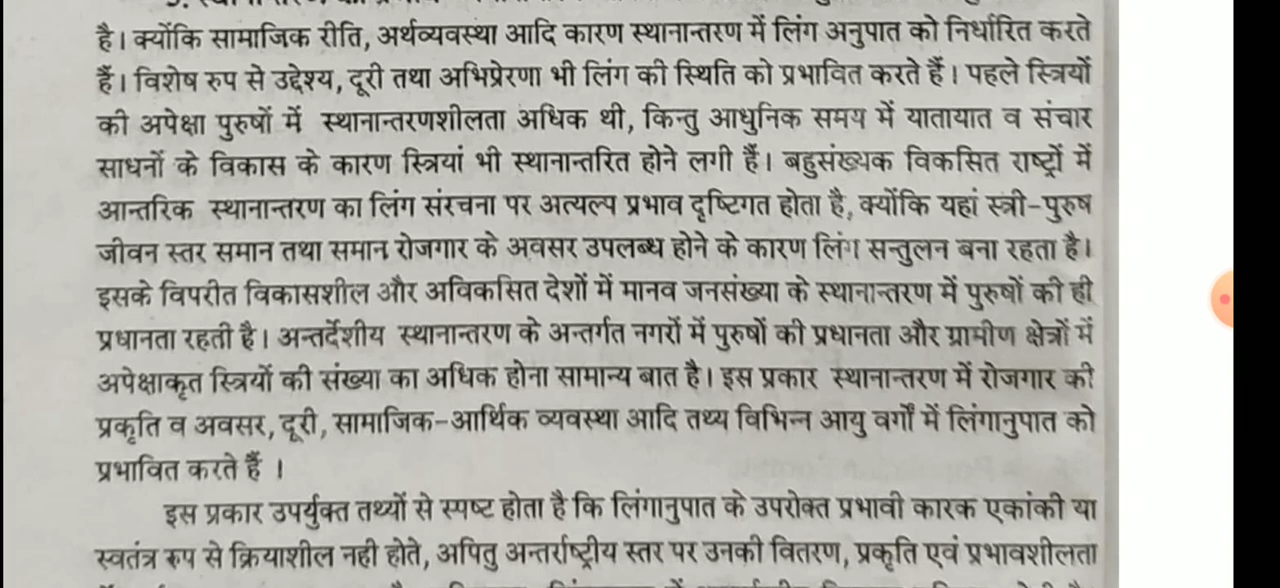 है। क्योंकि सामाजिक रीति, अर्थव्यवस्था आदि कारण स्थानान्तरण में लिंग अनुपात को निर्धारित करते
हैं। विशेष रुप से उद्देश्य, दूरी तथा अभिप्रेरणा भी लिंग की स्थिति को प्रभावित करते हैं। पहले स्त्रियों
की अपेक्षा पुरुषों में स्थानान्तरणशीलता अधिक थी, किन्तु आधुनिक समय में यातायात व संचार
साधनों के विकास के कारण स्त्रियां भी स्थानान्तरित होने लगी हैं। बहुसंख्यक विकसित राष्ट्रों में
आन्तरिक स्थानान्तरण का लिंग संरचना पर अत्यल्प प्रभाव दृष्टिगत होता है, क्योंकि यहां स्त्री-पुरुष
जीवन स्तर समान तथा समान रोजगार के अवसर उपलब्ध होने के कारण लिंग सन्तुलन बना रहता है।
इसके विपरीत विकासशील और अविकसित देशों में मानव जनसंख्या के स्थानान्तरण में पुरुषों की ही
प्रधानता रहती है। अन्तर्देशीय स्थानान्तरण के अन्तर्गत नगरों में पुरुषों की प्रधानता और ग्रामीण क्षेत्रों में
अपेक्षाकृत स्त्रियों की संख्या का अधिक होना सामान्य बात है। इस प्रकार स्थानान्तरण में रोजगार की
प्रकृति व अवसर, दूरी, सामाजिक-आर्थिक व्यवस्था आदि तथ्य विभिन्न आयु वर्गों में लिंगानुपात को
प्रभावित करते हैं ।
इस प्रकार उपर्युक्त तथ्यों से स्पष्ट होता है कि लिंगानुपात के उपरोक्त प्रभावी कारक एकांकी या
स्वतंत्र रुप से क्रियाशील नही होते, अपितु अन्तर्राष्ट्रीय स्तर पर उनकी वितरण, प्रकृति एवं प्रभावशीलता